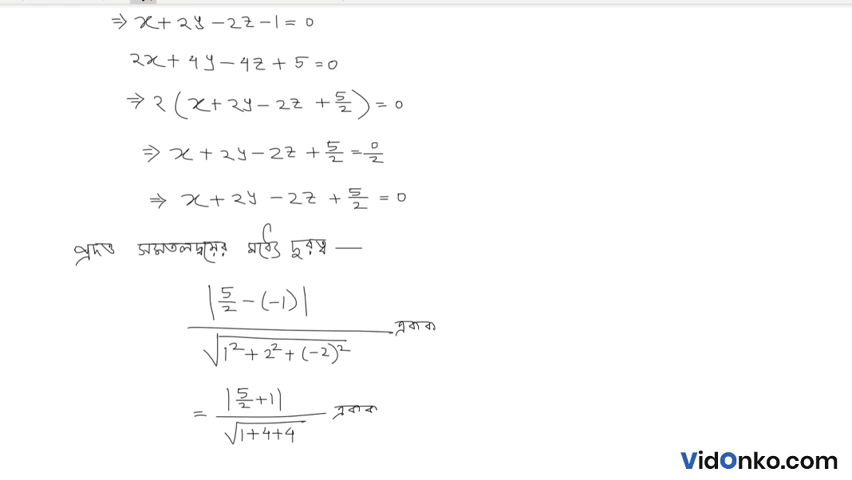 ⇒ x + 2y − 2z − 1 = 0
2x + 4y − 4z + 5 = 0
⇒ 2 (x + 2y − 2z + 5/2) = 0
⇒ x + 2y − 2z + 5/2 = 0/2
⇒ x + 2y − 2z + 5/2 = 0
প্রদত্ত সমতলদ্বয়ের মধ্যে দূরত্ব —
|5/2 − (−1)| / √(1² + 2² + (−2)²) একক
= |5/2 + 1| / √(1 + 4 + 4) একক
VidOnko.com